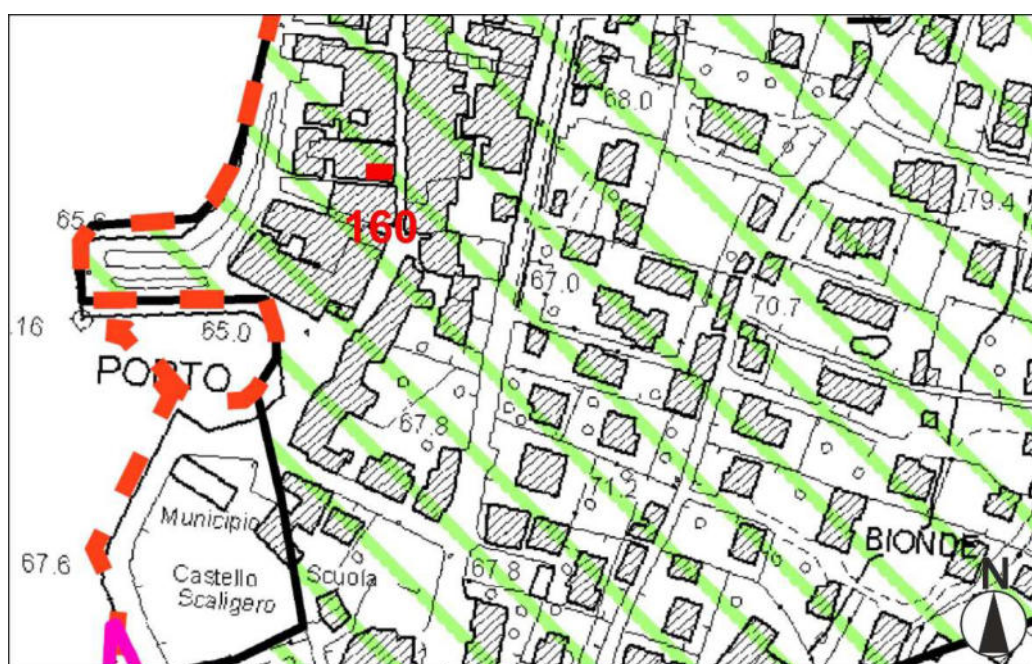 68.0
79.4
65.6
160
67.0
70.7
.16
65.0
PORTO
67.8
71.2
Municipio
BIONDE
67.6
Castello
Scaligero
Scuola
67.8
N